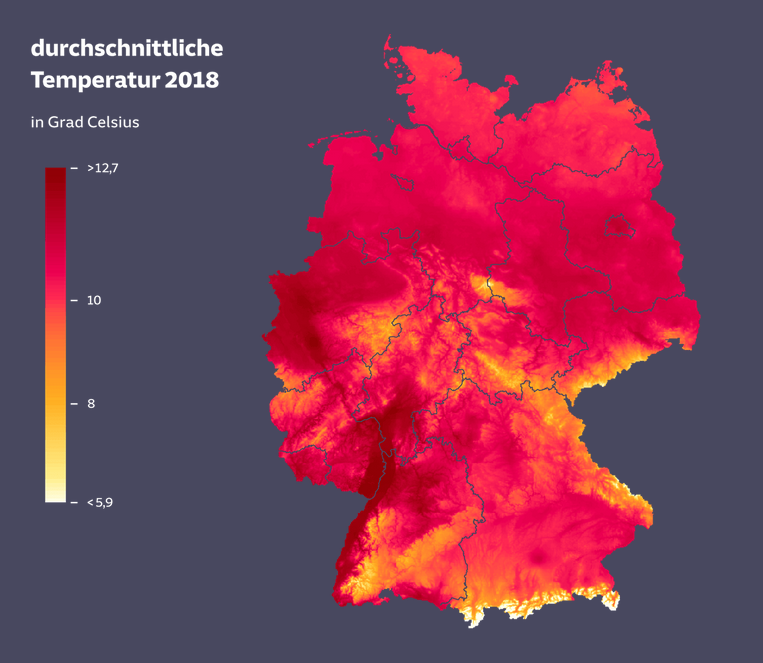 durchschnittliche
Temperatur 2018
in Grad Celsius
>12,7
10
8
<5,9